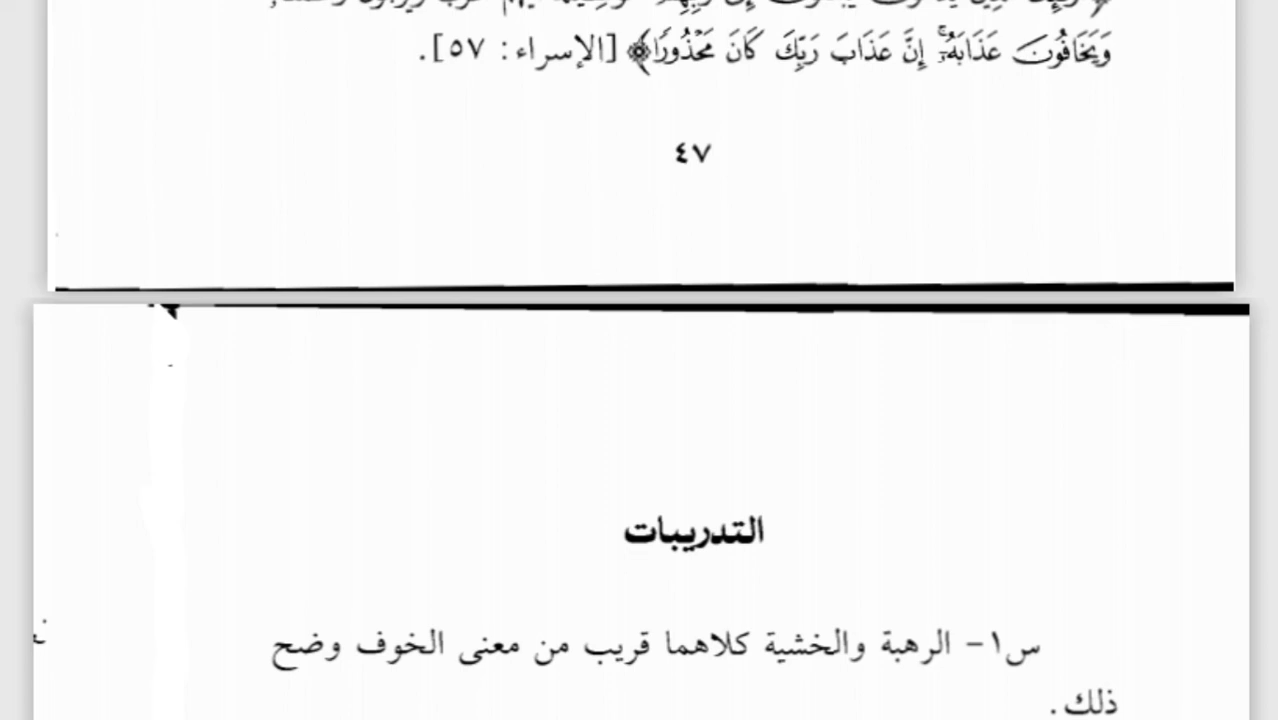 وَيَخَافُونَ عَذَابَهُۥٓۚ إِنَّ عَذَابَ رَبِّكَ كَانَ مَحْذُورًا﴾ [الإسراء: ٥٧].
٤٧
التدريبات
س١- الرهبة والخشية كلاهما قريب من معنى الخوف وضح
ذلك.